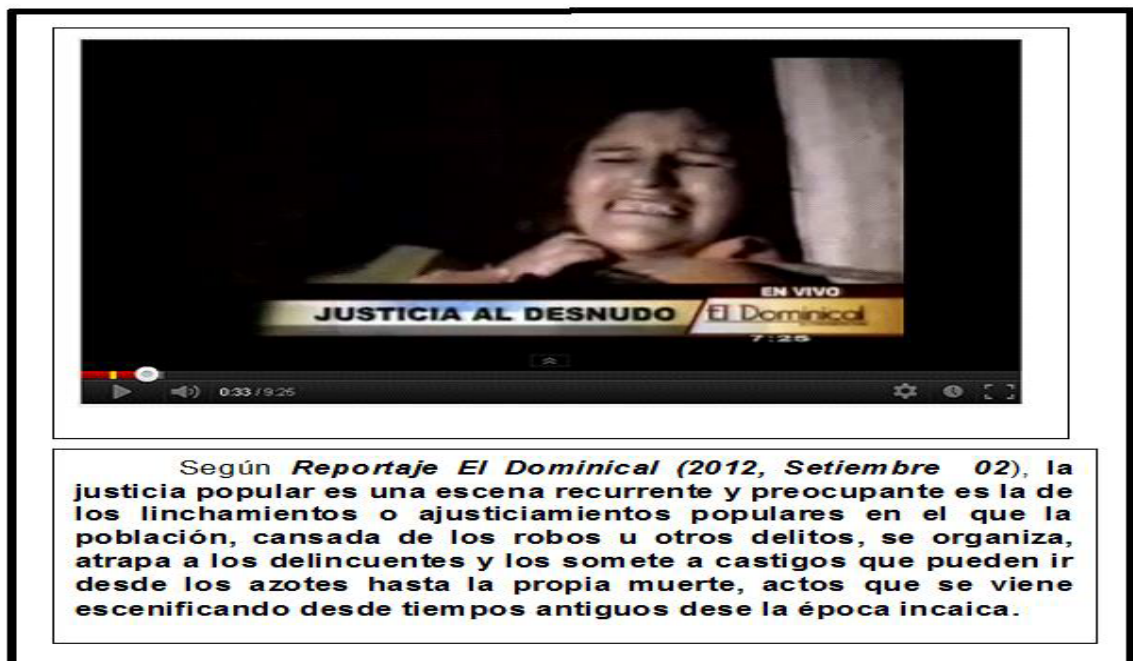 EN VIVO
JUSTICIA AL DESNUDO El Dominical
7:26
0:33 / 9:25
Según Reportaje El Dominical (2012, Setiembre 02), la
justicia popular es una escena recurrente y preocupante es la de
los linchamientos o ajusticiamientos populares en el que la
población, cansada de los robos u otros delitos, se organiza,
atrapa a los delincuentes y los somete a castigos que pueden ir
desde los azotes hasta la propia muerte, actos que se viene
escenificando desde tiempos antiguos dese la época incaica.